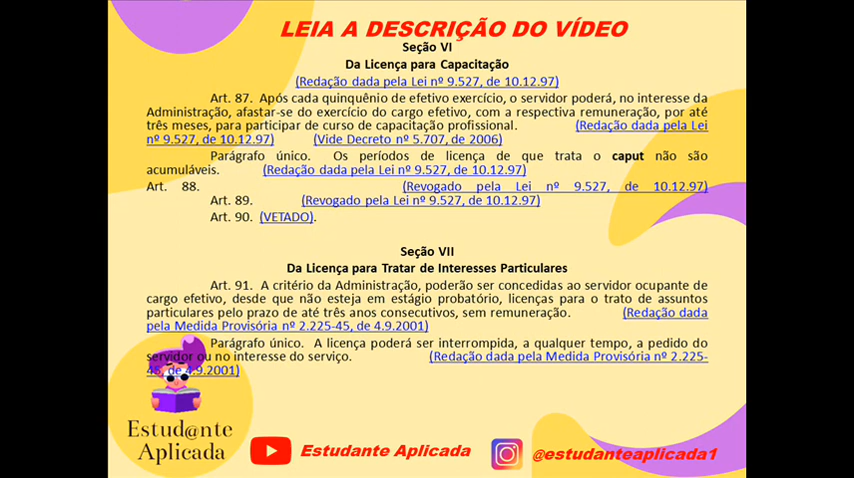 LEIA A DESCRIÇÃO DO VÍDEO
Seção VI
Da Licença para Capacitação
(Redação dada pela Lei nº 9.527, de 10.12.97)
Art. 87. Após cada quinquênio de efetivo exercício, o servidor poderá, no interesse da
Administração, afastar-se do exercício do cargo efetivo, com a respectiva remuneração, por até
três meses, para participar de curso de capacitação profissional. (Redação dada pela Lei
nº 9.527, de 10.12.97) (Vide Decreto nº 5.707, de 2006)
Parágrafo único. Os períodos de licença de que trata o caput não são
acumuláveis. (Redação dada pela Lei nº 9.527, de 10.12.97)
Art. 88. (Revogado pela Lei nº 9.527, de 10.12.97)
Art. 89. (Revogado pela Lei nº 9.527, de 10.12.97)
Art. 90. (VETADO).
Seção VII
Da Licença para Tratar de Interesses Particulares
Art. 91. A critério da Administração, poderão ser concedidas ao servidor ocupante de
cargo efetivo, desde que não esteja em estágio probatório, licenças para o trato de assuntos
particulares pelo prazo de até três anos consecutivos, sem remuneração. (Redação dada
pela Medida Provisória nº 2.225-45, de 4.9.2001)
Parágrafo único. A licença poderá ser interrompida, a qualquer tempo, a pedido do
servidor ou no interesse do serviço. (Redação dada pela Medida Provisória nº 2.225-
45, de 4.9.2001)
Estud@nte
Aplicada
Estudante Aplicada
@estudanteaplicada1